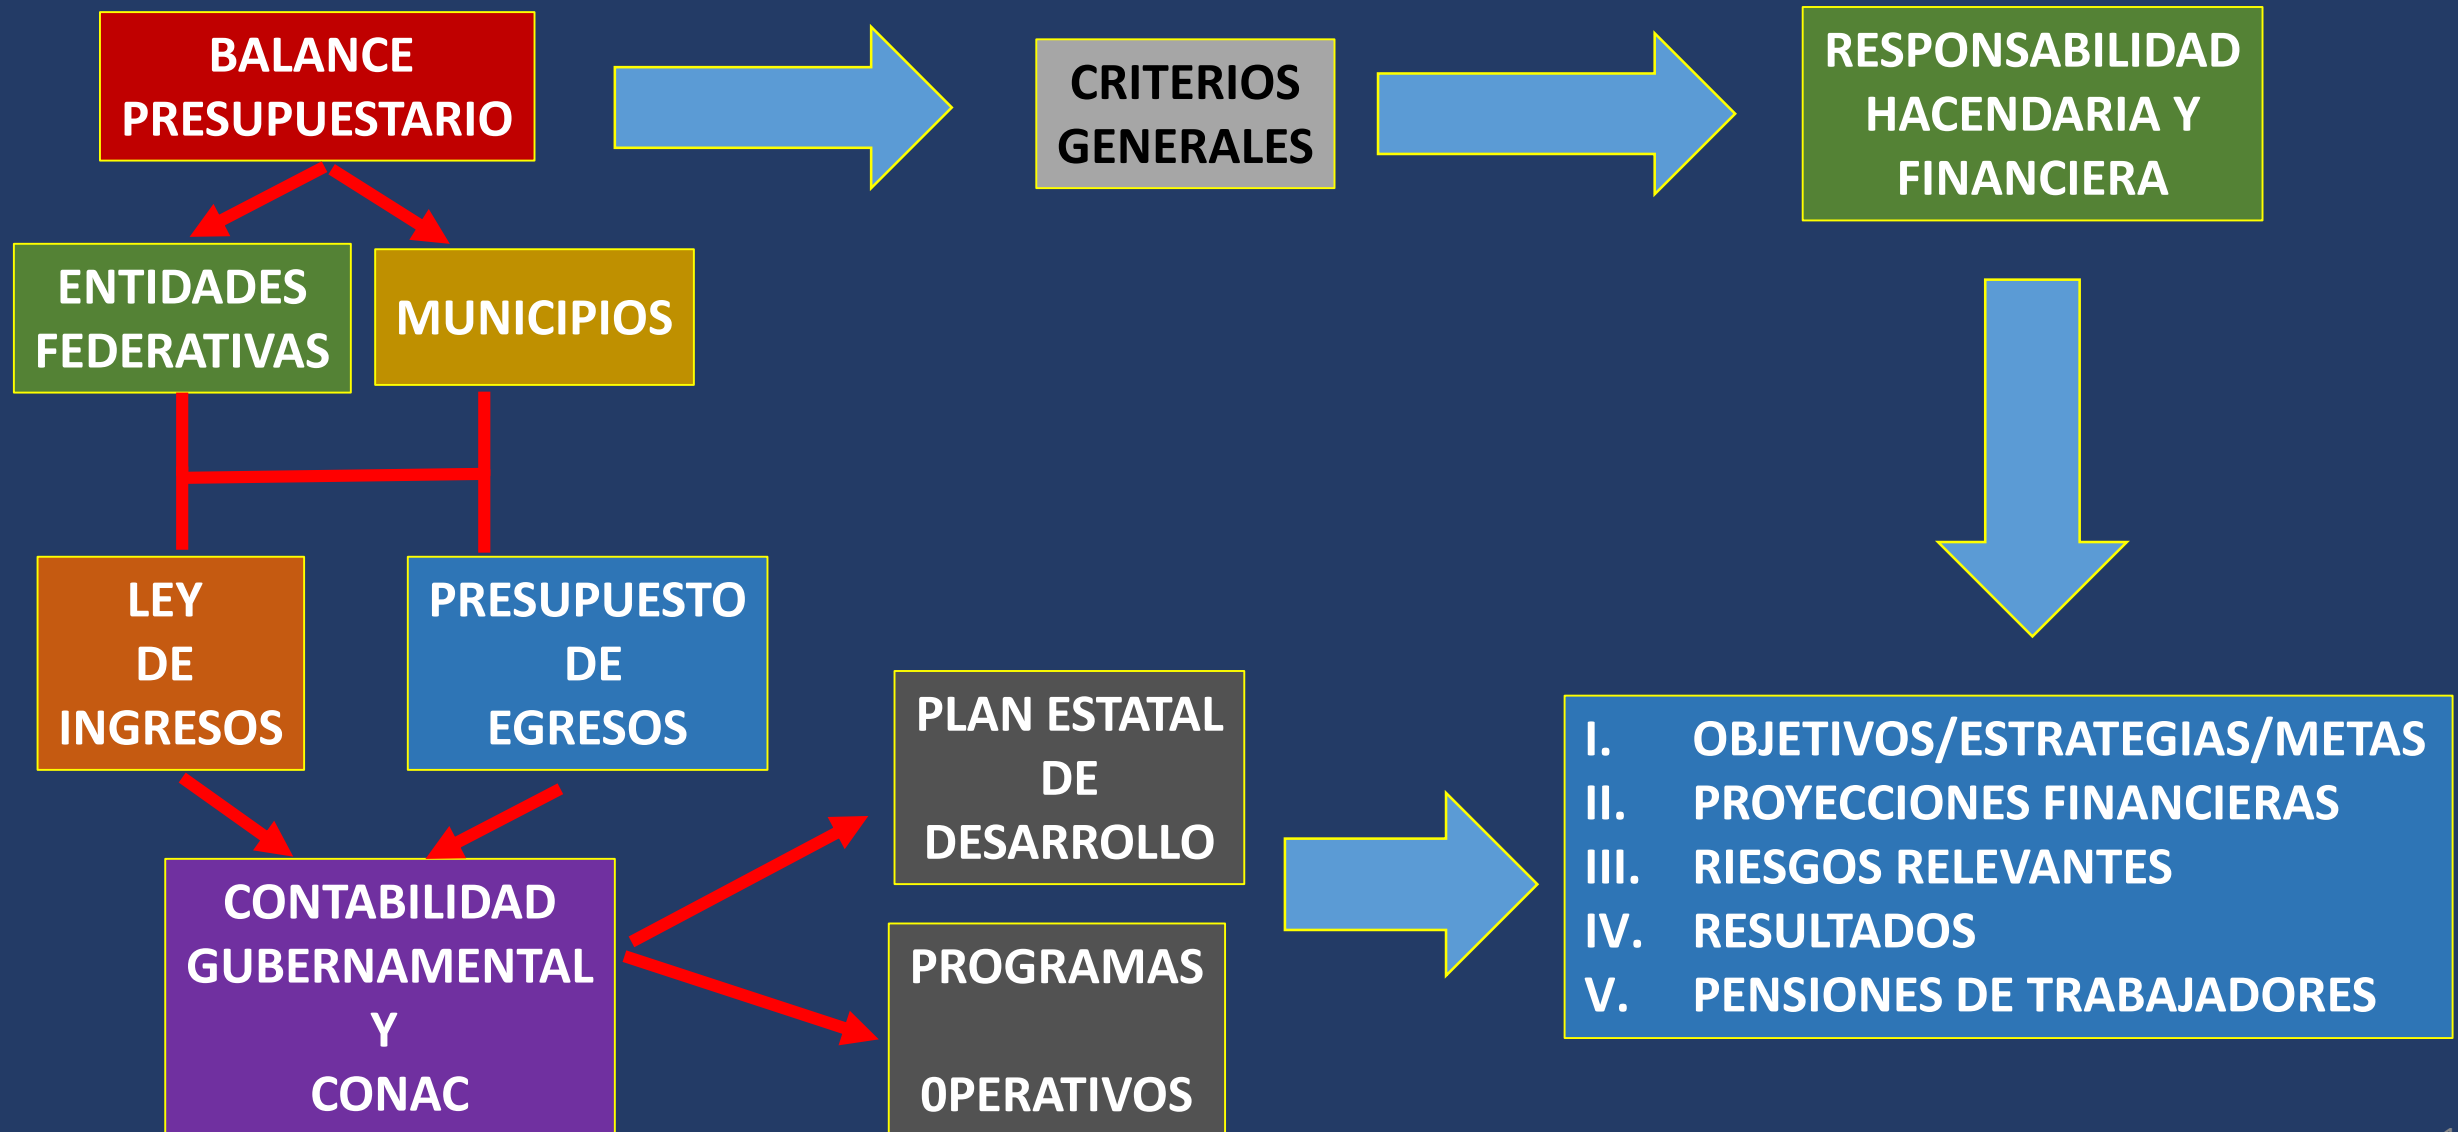 BALANCE
PRESUPUESTARIO
CRITERIOS
GENERALES
RESPONSABILIDAD
HACENDARIA Y
FINANCIERA
ENTIDADES
FEDERATIVAS
MUNICIPIOS
LEY
DE
INGRESOS
PRESUPUESTO
DE
EGRESOS
CONTABILIDAD
GUBERNAMENTAL
Y
CONAC
PLAN ESTATAL
DE
DESARROLLO
PROGRAMAS
0PERATIVOS
I. OBJETIVOS/ESTRATEGIAS/METAS
II. PROYECCIONES FINANCIERAS
III. RIESGOS RELEVANTES
IV. RESULTADOS
V. PENSIONES DE TRABAJADORES